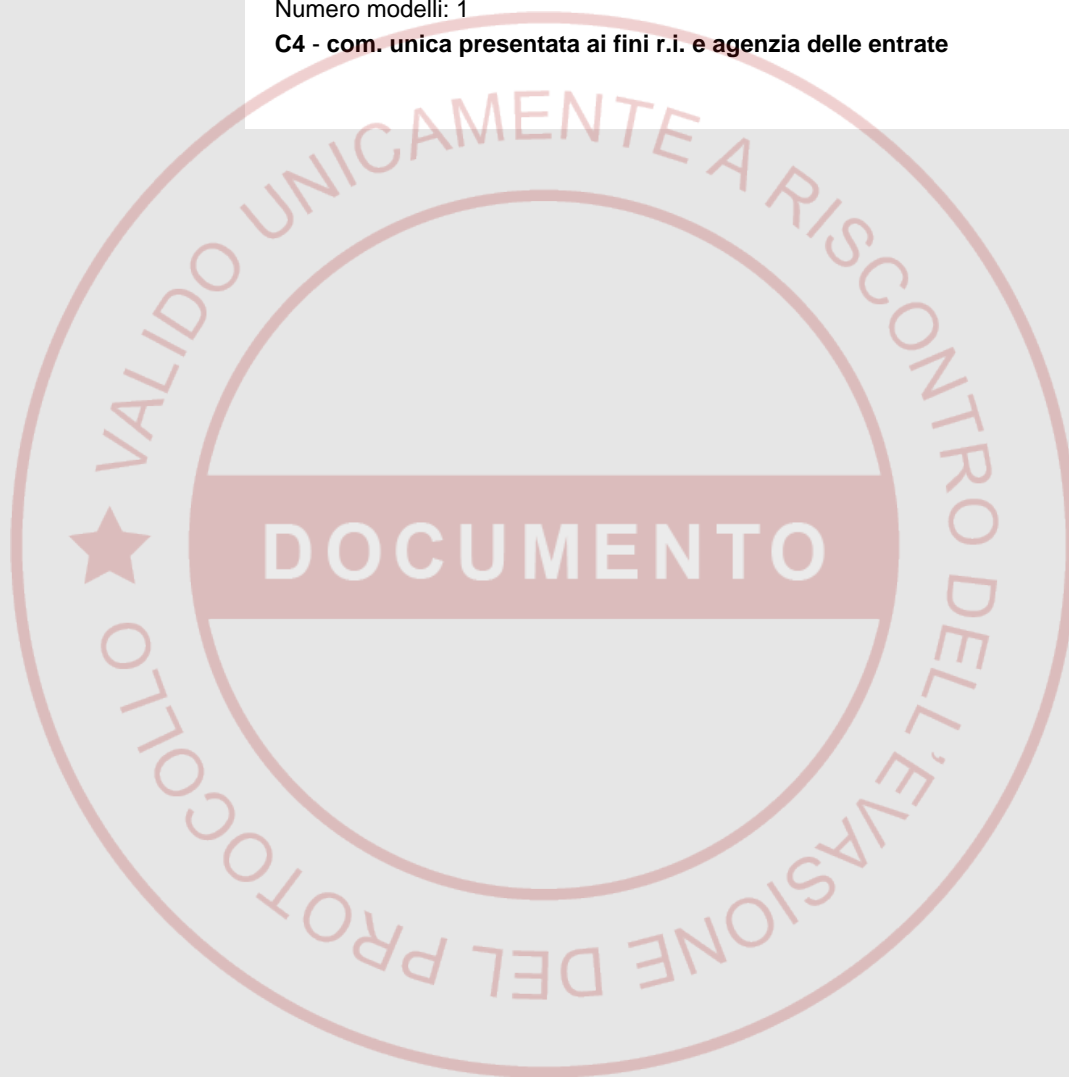 Numero modelli: 1
C4 - com. unica presentata ai fini r.i. e agenzia delle entrate
VALIDO UNICAMENTE A RISCONTRO DELL'EVASIONE DEL PROTOCOLLO
DOCUMENTO